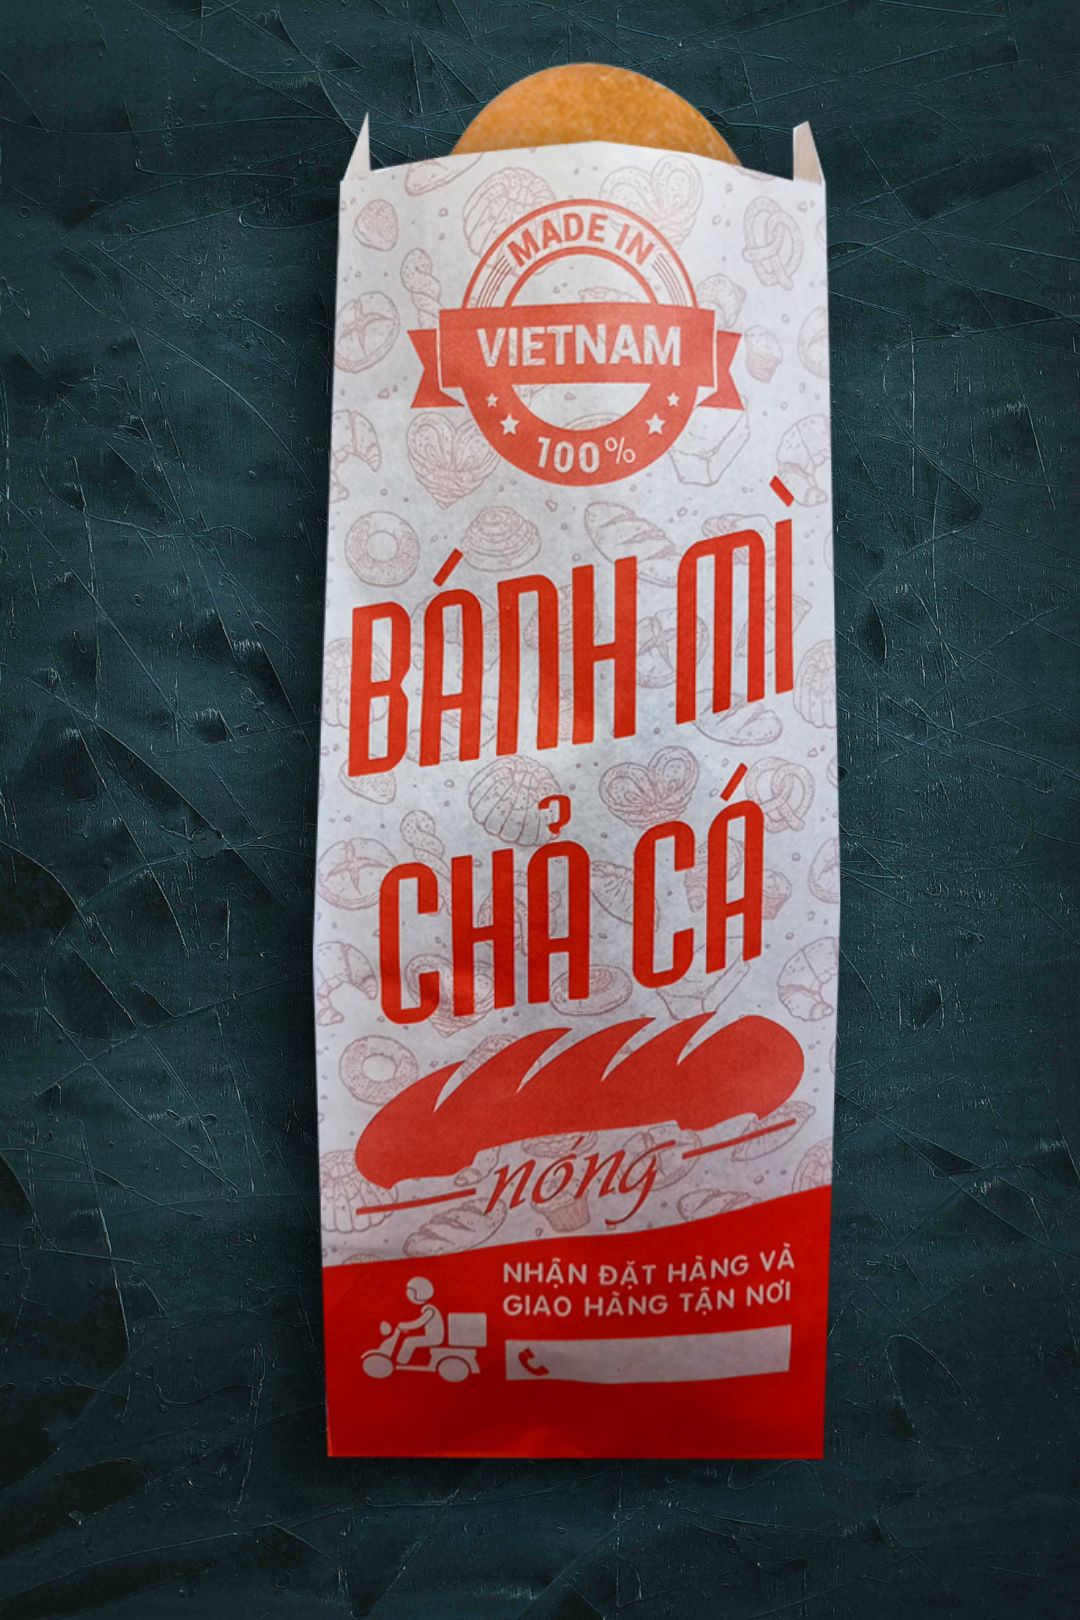 MADE IN
VIETNAM
100%
BÁNH MÌ
CHẢ CÁ
nóng
NHẬN ĐẶT HÀNG VÀ
GIAO HÀNG TẬN NƠI